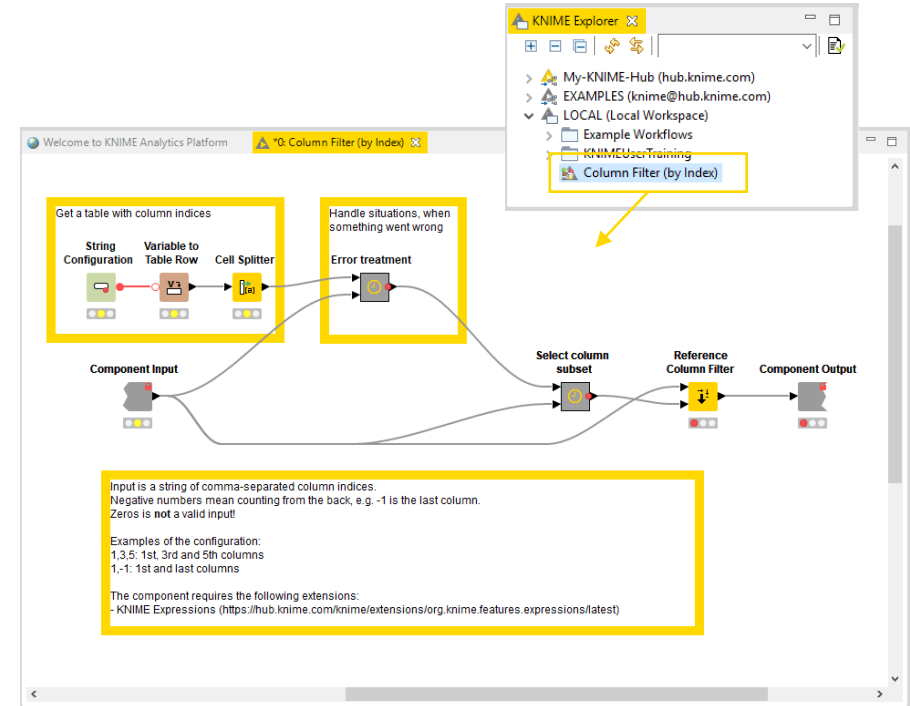 KNIME Explorer
My-KNIME-Hub (hub.knime.com)
EXAMPLES (knime@hub.knime.com)
LOCAL (Local Workspace)
Example Workflows
KNIMEUserTraining
Column Filter (by Index)
Welcome to KNIME Analytics Platform
*0: Column Filter (by Index)
Get a table with column indices
String
Configuration
Variable to
Table Row
Cell Splitter
Handle situations, when
something went wrong
Error treatment
Component Input
Select column
subset
Reference
Column Filter
Component Output
Input is a string of comma-separated column indices.
Negative numbers mean counting from the back, e.g. -1 is the last column.
Zeros is not a valid input!
Examples of the configuration:
1,3,5: 1st, 3rd and 5th columns
1,-1: 1st and last columns
The component requires the following extensions:
- KNIME Expressions (https://hub.knime.com/knime/extensions/org.knime.features.expressions/latest)